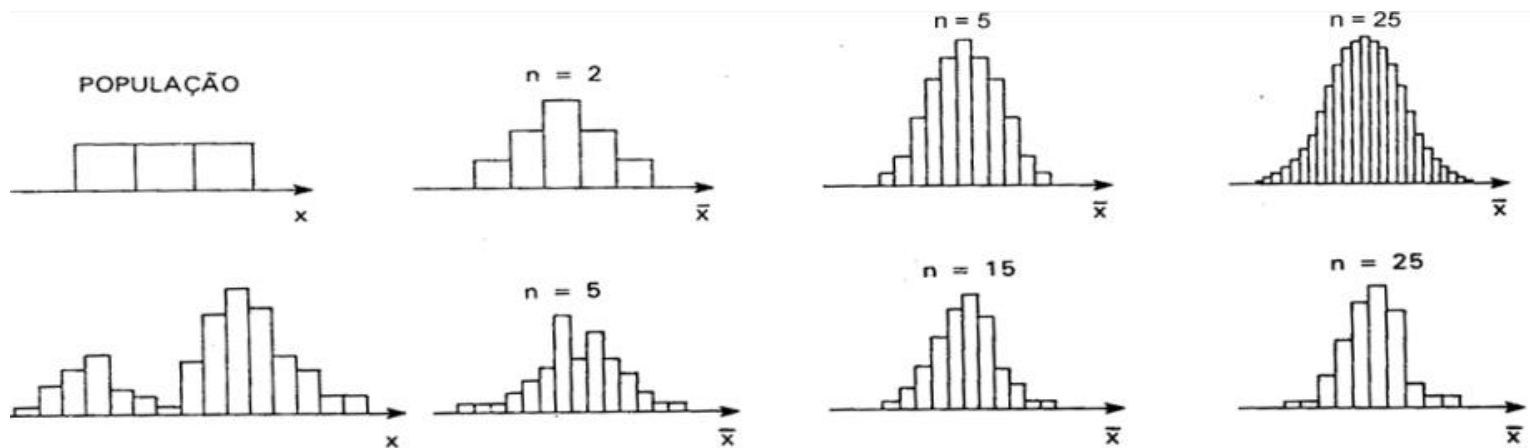 POPULAÇÃO
n = 2
n = 5
n = 25
x
x̄
x̄
x̄
n = 5
n = 15
n = 25
x
x̄
x̄
x̄